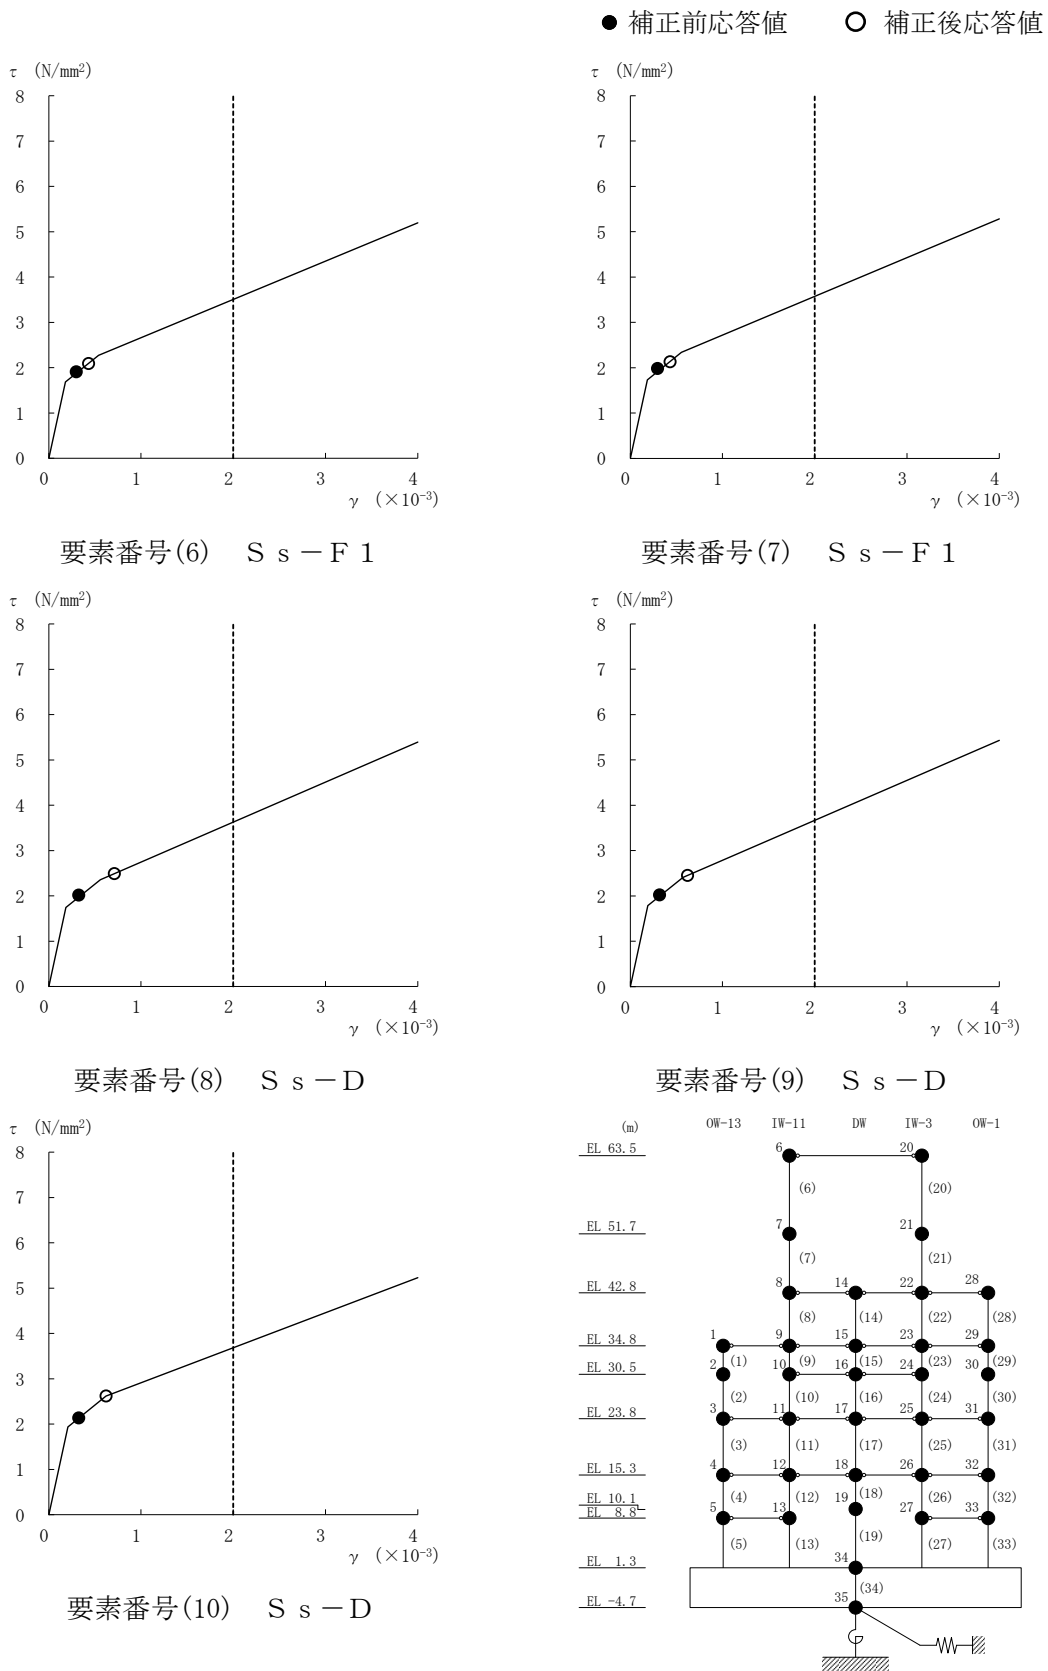 ● 補正前応答値 ○ 補正後応答値
τ (N/mm²)
8
7
6
5
4
3
2
1
0
0 1 2 3 4
γ (×10⁻³)
要素番号(6) Ｓｓ－Ｆ１
τ (N/mm²)
8
7
6
5
4
3
2
1
0
0 1 2 3 4
γ (×10⁻³)
要素番号(7) Ｓｓ－Ｆ１
τ (N/mm²)
8
7
6
5
4
3
2
1
0
0 1 2 3 4
γ (×10⁻³)
要素番号(8) Ｓｓ－Ｄ
τ (N/mm²)
8
7
6
5
4
3
2
1
0
0 1 2 3 4
γ (×10⁻³)
要素番号(9) Ｓｓ－Ｄ
τ (N/mm²)
8
7
6
5
4
3
2
1
0
0 1 2 3 4
γ (×10⁻³)
要素番号(10) Ｓｓ－Ｄ
(m) OW-13 IW-11 DW IW-3 OW-1
EL 63.5 6 20
(6) (20)
EL 51.7 7 21
(7) (21)
EL 42.8 8 14 22 28
(8) (14) (22) (28)
EL 34.8 1 9 15 23 29
(1) (9) (15) (23) (29)
EL 30.5 2 10 16 24 30
(2) (10) (16) (24) (30)
EL 23.8 3 11 17 25 31
(3) (11) (17) (25) (31)
EL 15.3 4 12 18 26 32
(4) (12) (18) (26) (32)
EL 10.1 19
EL 8.8 5 13 27 33
(5) (13) (19) (27) (33)
EL 1.3 34
(34)
EL -4.7 35